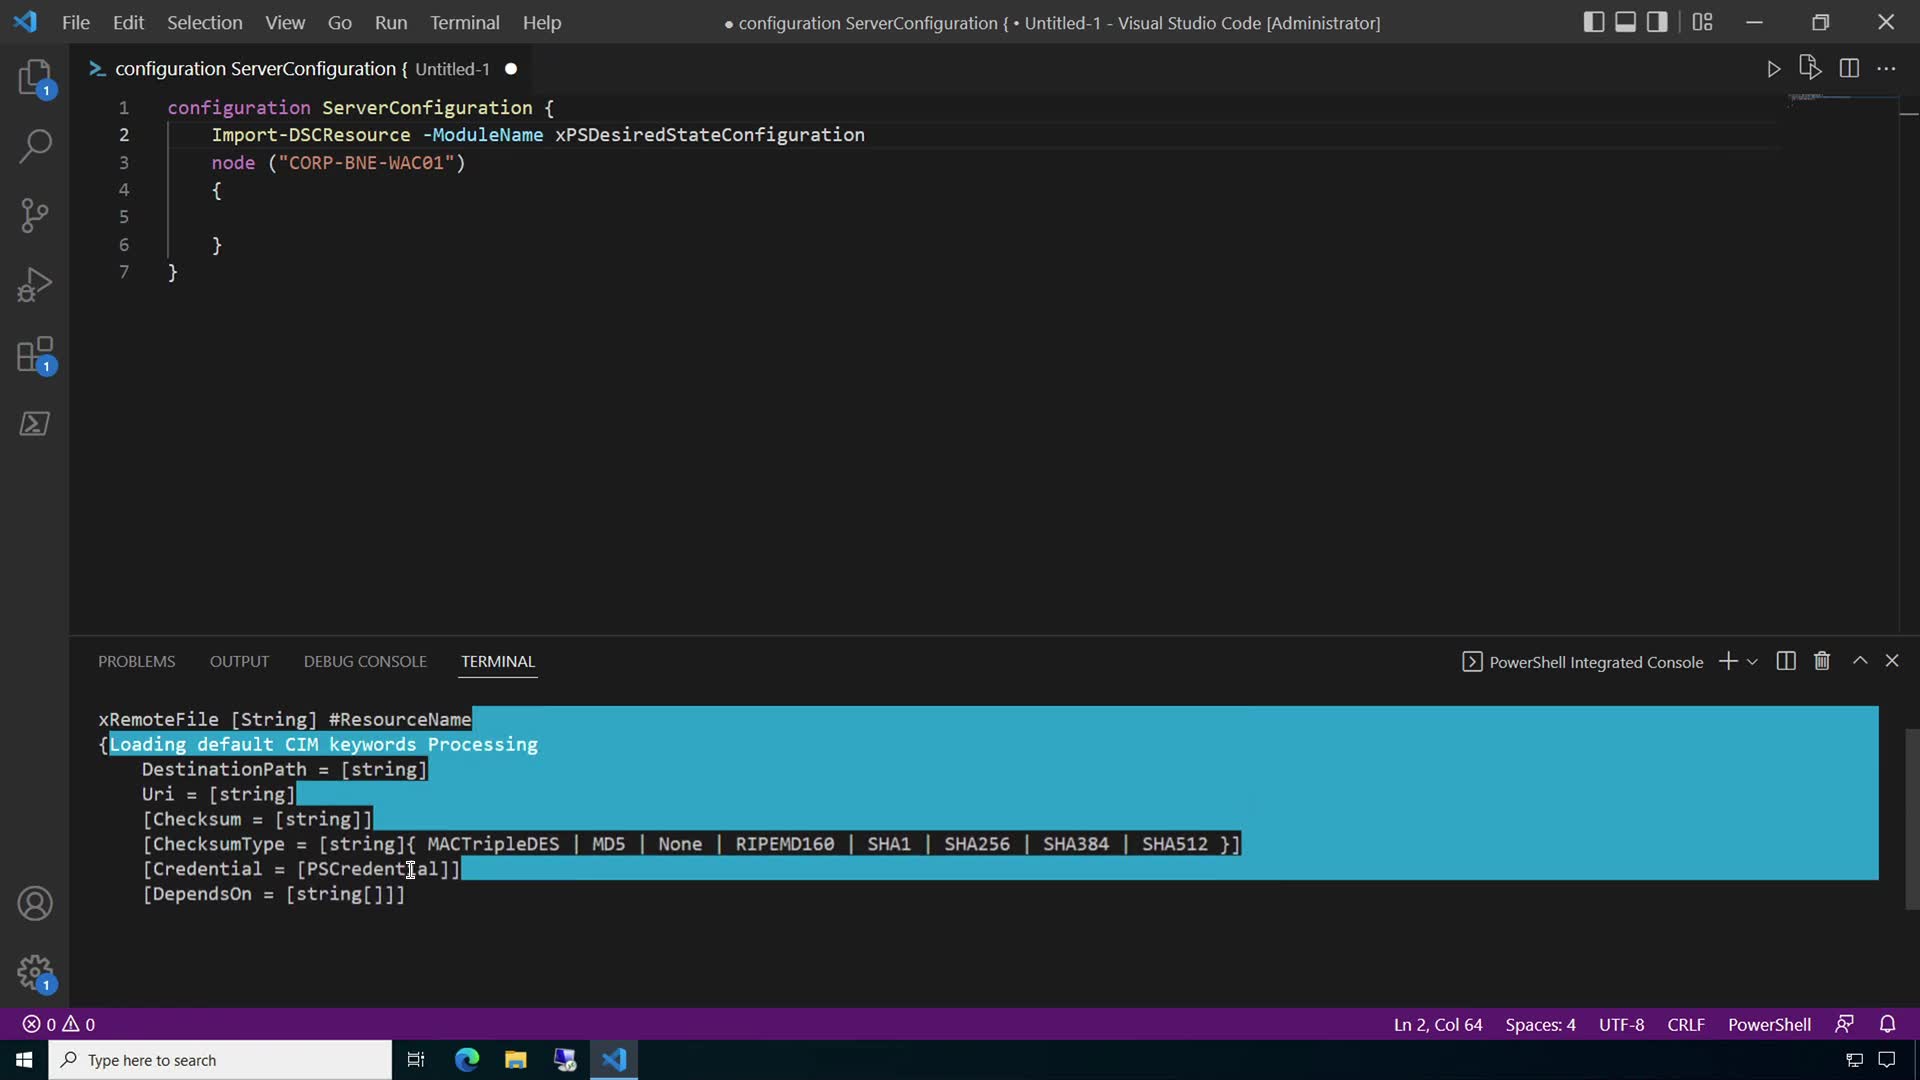 File Edit Selection View Go Run Terminal Help
● configuration ServerConfiguration { • Untitled-1 - Visual Studio Code [Administrator]
configuration ServerConfiguration { Untitled-1 ●
1 configuration ServerConfiguration {
2 Import-DSCResource -ModuleName xPSDesiredStateConfiguration
3 node ("CORP-BNE-WAC01")
4 {
5
6 }
7 }
1
1
1
PROBLEMS OUTPUT DEBUG CONSOLE TERMINAL
PowerShell Integrated Console
xRemoteFile [String] #ResourceName
{Loading default CIM keywords Processing
DestinationPath = [string]
Uri = [string]
[Checksum = [string]]
[ChecksumType = [string]{ MACTripleDES | MD5 | None | RIPEMD160 | SHA1 | SHA256 | SHA384 | SHA512 }]
[Credential = [PSCredential]]
[DependsOn = [string[]]]
0 0
Ln 2, Col 64 Spaces: 4 UTF-8 CRLF PowerShell
Type here to search